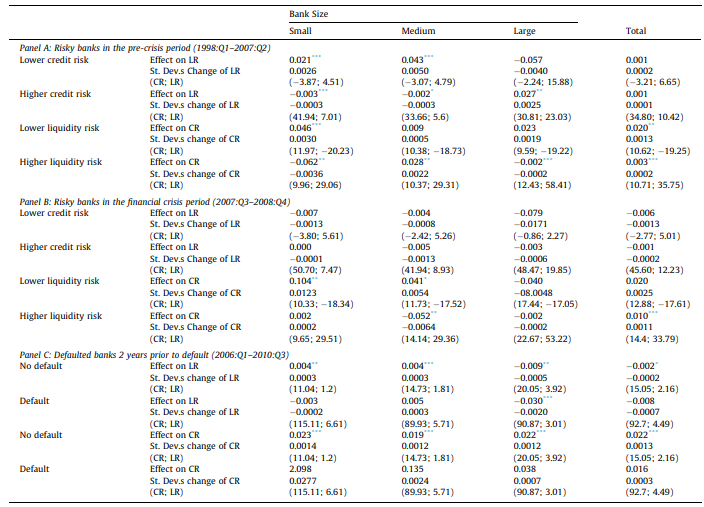 Bank Size
Small Medium Large Total
Panel A: Risky banks in the pre-crisis period (1998:Q1–2007:Q2)
Lower credit risk Effect on LR 0.021*** 0.043*** −0.057 0.001
St. Dev.s Change of LR 0.0026 0.0050 −0.0040 0.0002
(CR; LR) (−3.87; 4.51) (−3.07; 4.79) (−2.24; 15.88) (−3.21; 6.65)
Higher credit risk Effect on LR −0.003*** −0.002* 0.027** 0.001
St. Dev.s change of LR −0.0003 −0.0003 0.0025 0.0001
(CR; LR) (41.94; 7.01) (33.66; 5.6) (30.81; 23.03) (34.80; 10.42)
Lower liquidity risk Effect on CR 0.046*** 0.009 0.023 0.020**
St. Dev.s change of CR 0.0030 0.0005 0.0019 0.0013
(CR; LR) (11.97; −20.23) (10.38; −18.73) (9.59; −19.22) (10.62; −19.25)
Higher liquidity risk Effect on CR −0.062** 0.028** −0.002*** 0.003***
St. Dev.s change of CR −0.0036 0.0022 −0.0002 0.0002
(CR; LR) (9.96; 29.06) (10.37; 29.31) (12.43; 58.41) (10.71; 35.75)
Panel B: Risky banks in the financial crisis period (2007:Q3–2008:Q4)
Lower credit risk Effect on LR −0.007 −0.004 −0.079 −0.006
St. Dev.s change of LR −0.0013 −0.0008 −0.0171 −0.0013
(CR; LR) (−3.80; 5.61) (−2.42; 5.26) (−0.86; 2.27) (−2.77; 5.01)
Higher credit risk Effect on LR 0.000 −0.005 −0.003 −0.001
St. Dev.s change of LR −0.0001 −0.0013 −0.0006 −0.0002
(CR; LR) (50.70; 7.47) (41.94; 8.93) (48.47; 19.85) (45.60; 12.23)
Lower liquidity risk Effect on CR 0.104** 0.041* −0.040 0.020
St. Dev.s change of CR 0.0123 0.0054 −08.0048 0.0025
(CR; LR) (10.33; −18.34) (11.73; −17.52) (17.44; −17.05) (12.88; −17.61)
Higher liquidity risk Effect of CR 0.002 −0.052** −0.002 0.010***
St. Dev.s change of CR 0.0002 −0.0064 −0.0002 0.0011
(CR; LR) (9.65; 29.51) (14.14; 29.36) (22.67; 53.22) (14.4; 33.79)
Panel C: Defaulted banks 2 years prior to default (2006:Q1–2010:Q3)
No default Effect on LR 0.004** 0.004*** −0.009** −0.002*
St. Dev.s change of LR 0.0003 0.0003 −0.0005 −0.0002
(CR; LR) (11.04; 1.2) (14.73; 1.81) (20.05; 3.92) (15.05; 2.16)
Default Effect on LR −0.003 0.005 −0.030*** −0.008
St. Dev.s change of LR −0.0002 0.0003 −0.0020 −0.0007
(CR; LR) (115.11; 6.61) (89.93; 5.71) (90.87; 3.01) (92.7; 4.49)
No default Effect on CR 0.023*** 0.019*** 0.022*** 0.022***
St. Dev.s change of CR 0.0014 0.0012 0.0012 0.0013
(CR; LR) (11.04; 1.2) (14.73; 1.81) (20.05; 3.92) (15.05; 2.16)
Default Effect on CR 2.098 0.135 0.038 0.016
St. Dev.s change of CR 0.0277 0.0024 0.0007 0.0003
(CR; LR) (115.11; 6.61) (89.93; 5.71) (90.87; 3.01) (92.7; 4.49)